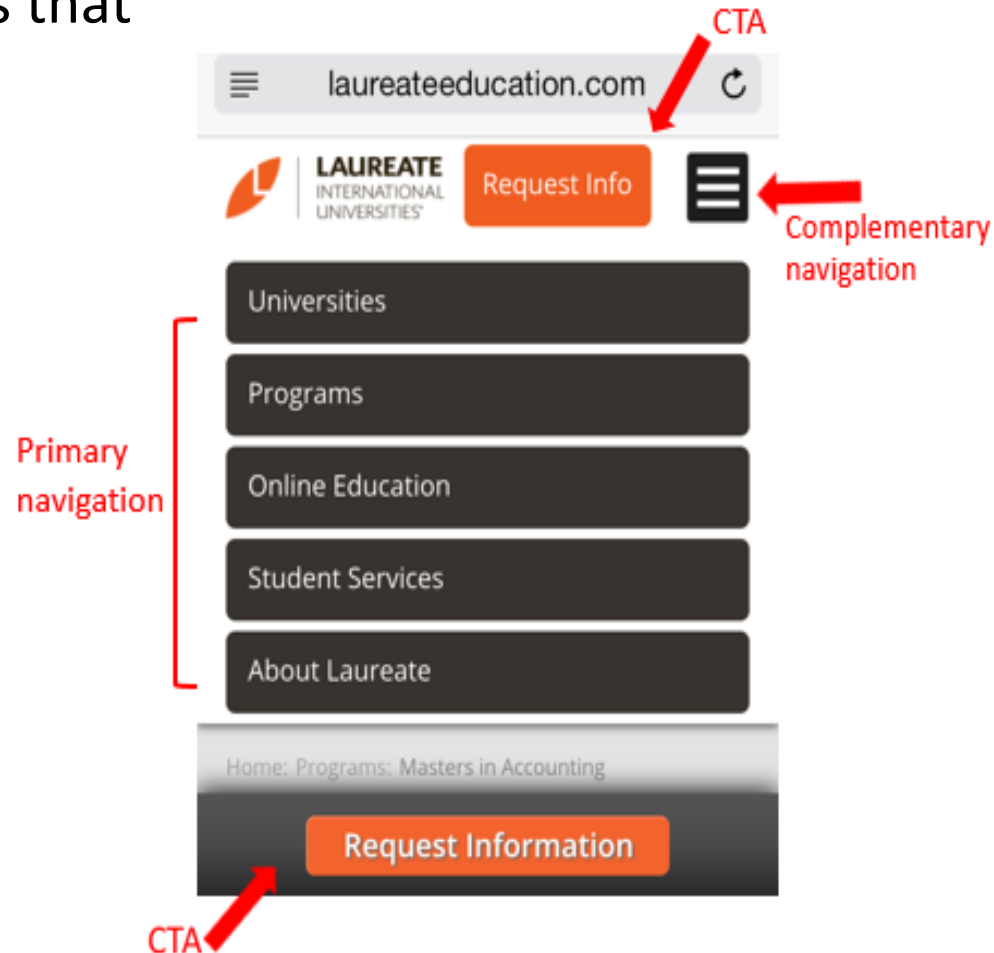 s that
CTA
laureateeducation.com
LAUREATE
INTERNATIONAL
UNIVERSITIES®
Request Info
Complementary
navigation
Universities
Programs
Primary
navigation
Online Education
Student Services
About Laureate
Home: Programs: Masters in Accounting
Request Information
CTA